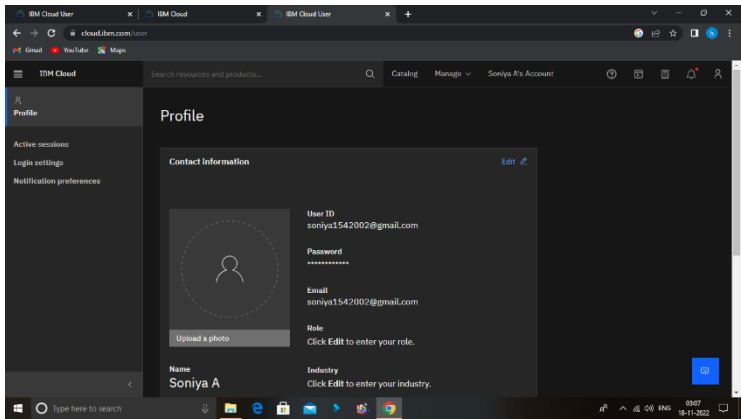 IBM Cloud User
IBM Cloud
IBM Cloud User
cloud.ibm.com/user
Gmail
YouTube
Maps
IBM Cloud
Search resources and products...
Catalog
Manage
Soniya A's Account
Profile
Active sessions
Login settings
Notification preferences
Profile
Contact information
Edit
Upload a photo
User ID
soniya1542002@gmail.com
Password
************
Email
soniya1542002@gmail.com
Role
Click Edit to enter your role.
Name
Soniya A
Industry
Click Edit to enter your industry.
Type here to search
ENG
03:07
18-11-2022